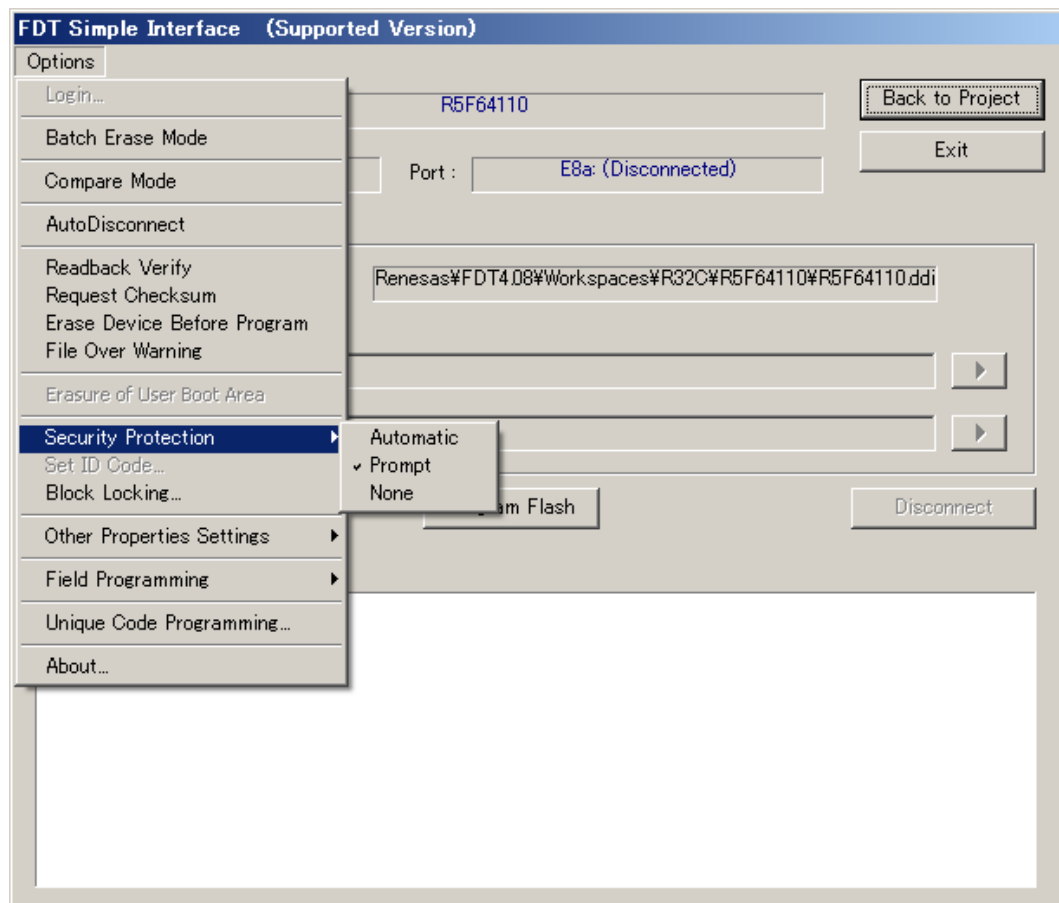 FDT Simple Interface (Supported Version)
Options
Login...
R5F64110
Back to Project
Batch Erase Mode
Exit
Compare Mode
Port :
E8a: (Disconnected)
AutoDisconnect
Readback Verify
Renesas¥FDT4.08¥Workspaces¥R32C¥R5F64110¥R5F64110.ddi
Request Checksum
Erase Device Before Program
File Over Warning
Erasure of User Boot Area
Security Protection
Automatic
Set ID Code...
Prompt
Block Locking...
None
am Flash
Disconnect
Other Properties Settings
Field Programming
Unique Code Programming...
About...